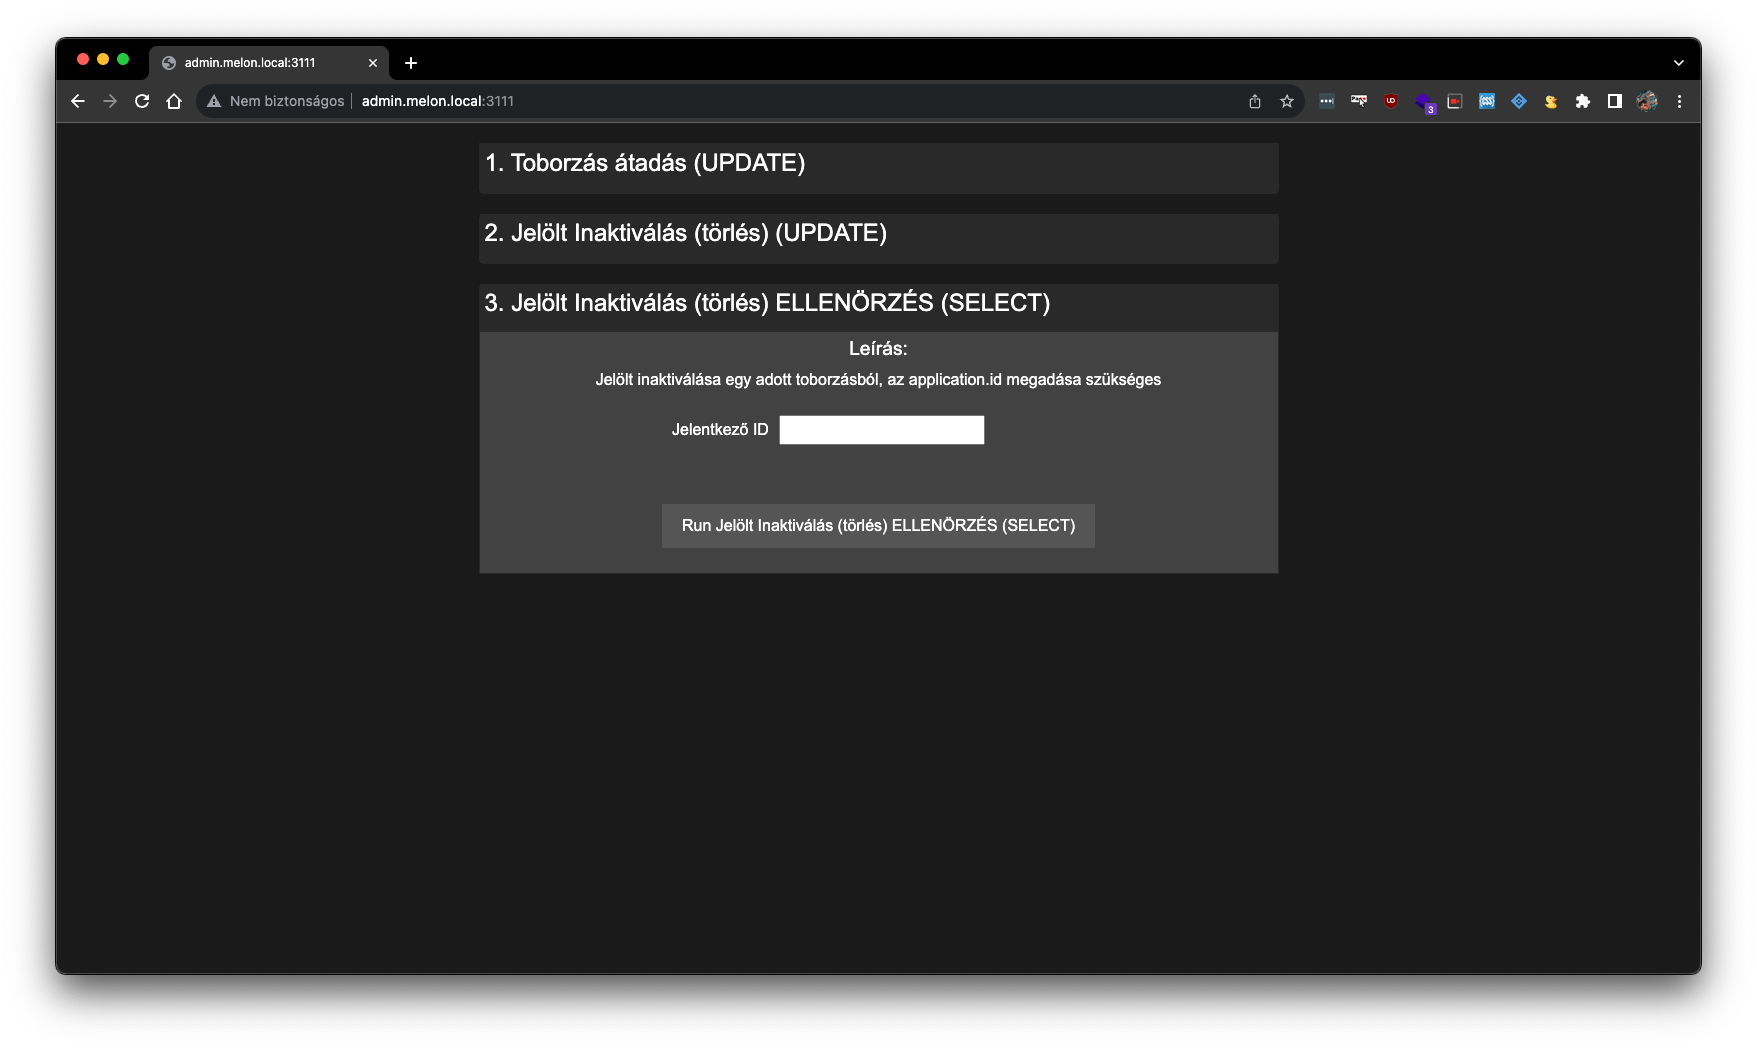 admin.melon.local:3111
Nem biztonságos admin.melon.local:3111
3
1. Toborzás átadás (UPDATE)
2. Jelölt Inaktiválás (törlés) (UPDATE)
3. Jelölt Inaktiválás (törlés) ELLENÖRZÉS (SELECT)
Leírás:
Jelölt inaktiválása egy adott toborzásból, az application.id megadása szükséges
Jelentkező ID
Run Jelölt Inaktiválás (törlés) ELLENÖRZÉS (SELECT)